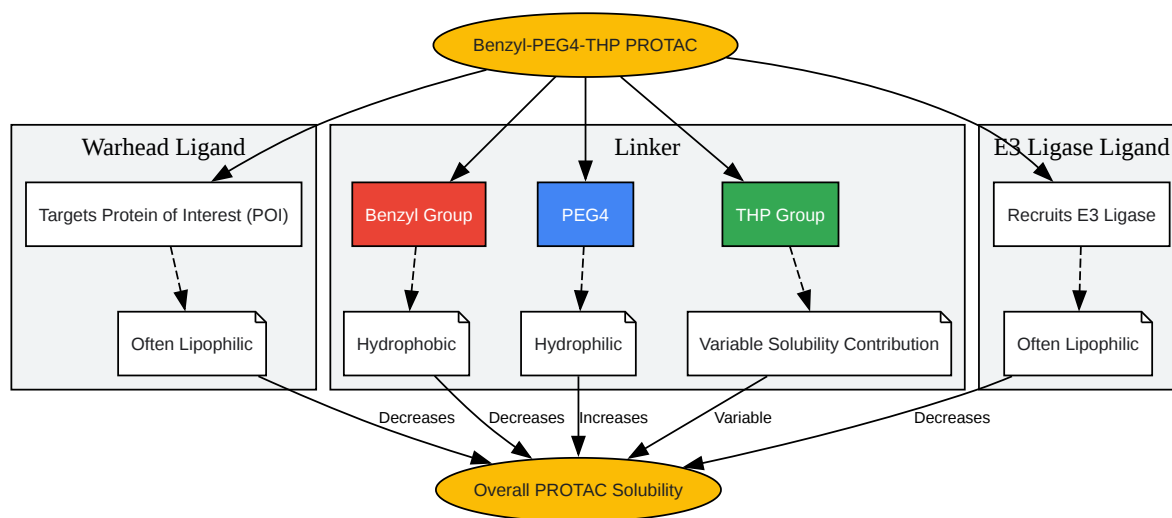 Benzyl-PEG4-THP PROTAC
Warhead Ligand
Linker
E3 Ligase Ligand
Targets Protein of Interest (POI)
Benzyl Group
PEG4
THP Group
Recruits E3 Ligase
Often Lipophilic
Hydrophobic
Hydrophilic
Variable Solubility Contribution
Often Lipophilic
Decreases
Decreases
Increases
Variable
Decreases
Overall PROTAC Solubility